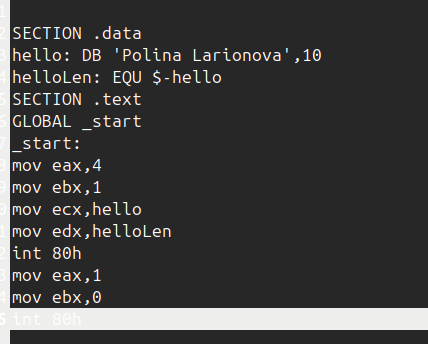 SECTION .data
hello: DB 'Polina Larionova',10
helloLen: EQU $-hello
SECTION .text
GLOBAL _start
_start:
mov eax,4
mov ebx,1
mov ecx,hello
mov edx,helloLen
int 80h
mov eax,1
mov ebx,0
int 80h